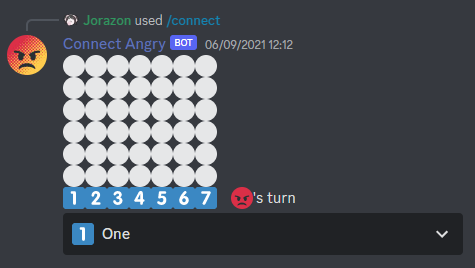 Jorazon used /connect
Connect Angry BOT 06/09/2021 12:12
1 2 3 4 5 6 7 's turn
1 One